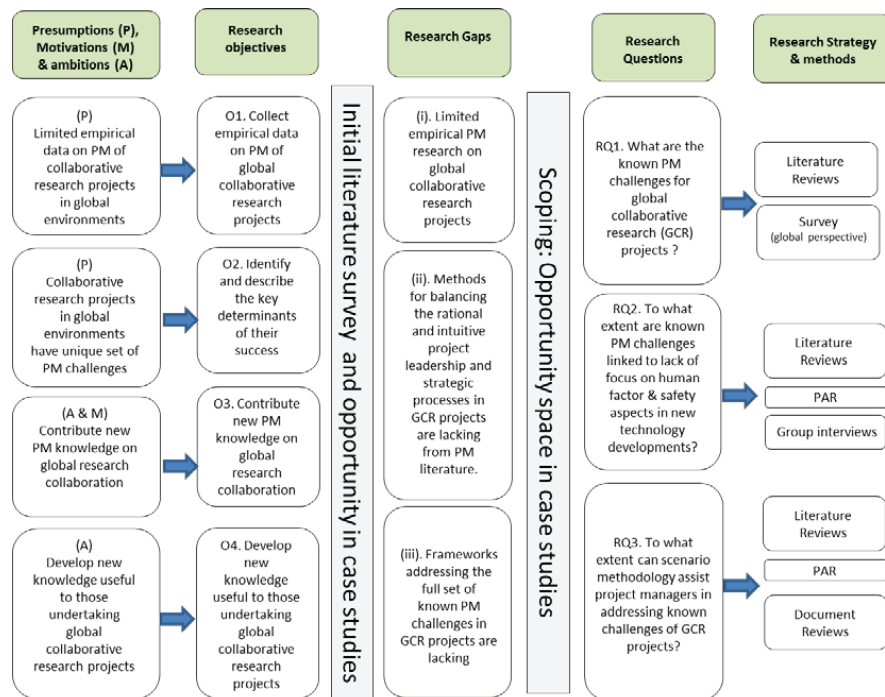 Presumptions (P),
Motivations (M)
& ambitions (A)
Research
objectives
Research Gaps
Research
Questions
Research Strategy
& methods
(P)
Limited empirical
data on PM of
collaborative
research projects
in global
environments
(P)
Collaborative
research projects
in global
environments
have unique set of
PM challenges
(A & M)
Contribute new
PM knowledge on
global research
collaboration
(A)
Develop new
knowledge useful
to those
undertaking
global
collaborative
research projects
O1. Collect
empirical data
on PM of
global
collaborative
research
projects
O2. Identify
and describe
the key
determinants
of their
success
O3. Contribute
new PM
knowledge on
global
research
collaboration
O4. Develop
new
knowledge
useful to those
undertaking
global
collaborative
research
projects
Initial literature survey and opportunity in case studies
(i). Limited
empirical PM
research on
global
collaborative
research
projects
(ii). Methods
for balancing
the rational
and intuitive
project
leadership and
strategic
processes in
GCR projects
are lacking
from PM
literature.
(iii). Frameworks
addressing the
full set of
known PM
challenges in
GCR projects are
lacking
Scoping: Opportunity space in case studies
RQ1. What are the
known PM
challenges for
global
collaborative
research (GCR)
projects ?
RQ2. To what
extent are known
PM challenges
linked to lack of
focus on human
factor & safety
aspects in new
technology
developments?
RQ3. To what
extent can scenario
methodology assist
project managers in
addressing known
challenges of GCR
projects?
Literature
Reviews
Survey
(global perspective)
Literature
Reviews
PAR
Group interviews
Literature
Reviews
PAR
Document
Reviews